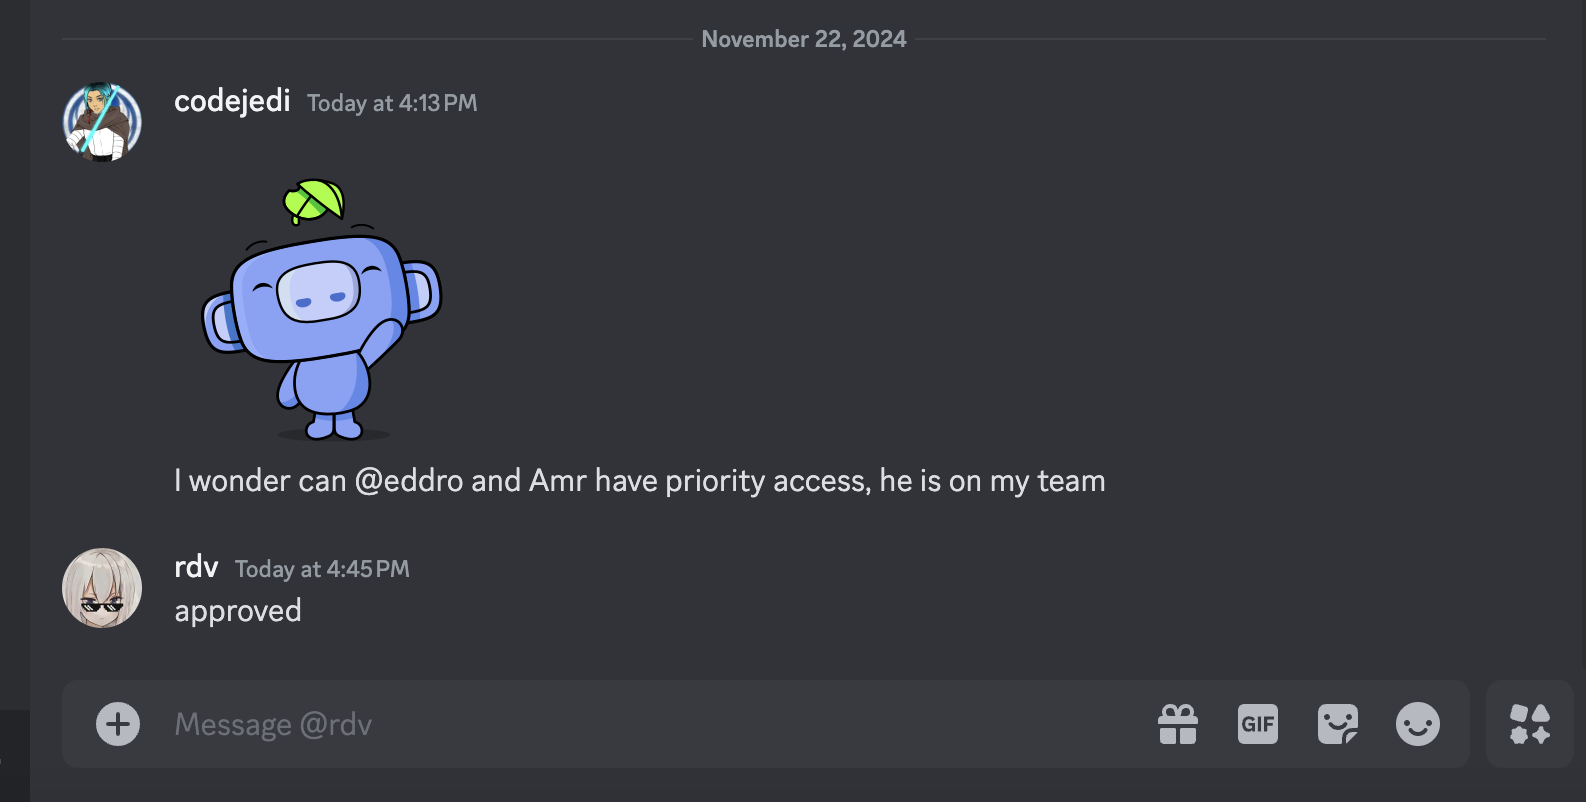 November 22, 2024
codejedi Today at 4:13 PM
I wonder can @eddro and Amr have priority access, he is on my team
rdv Today at 4:45 PM
approved
Message @rdv
GIF